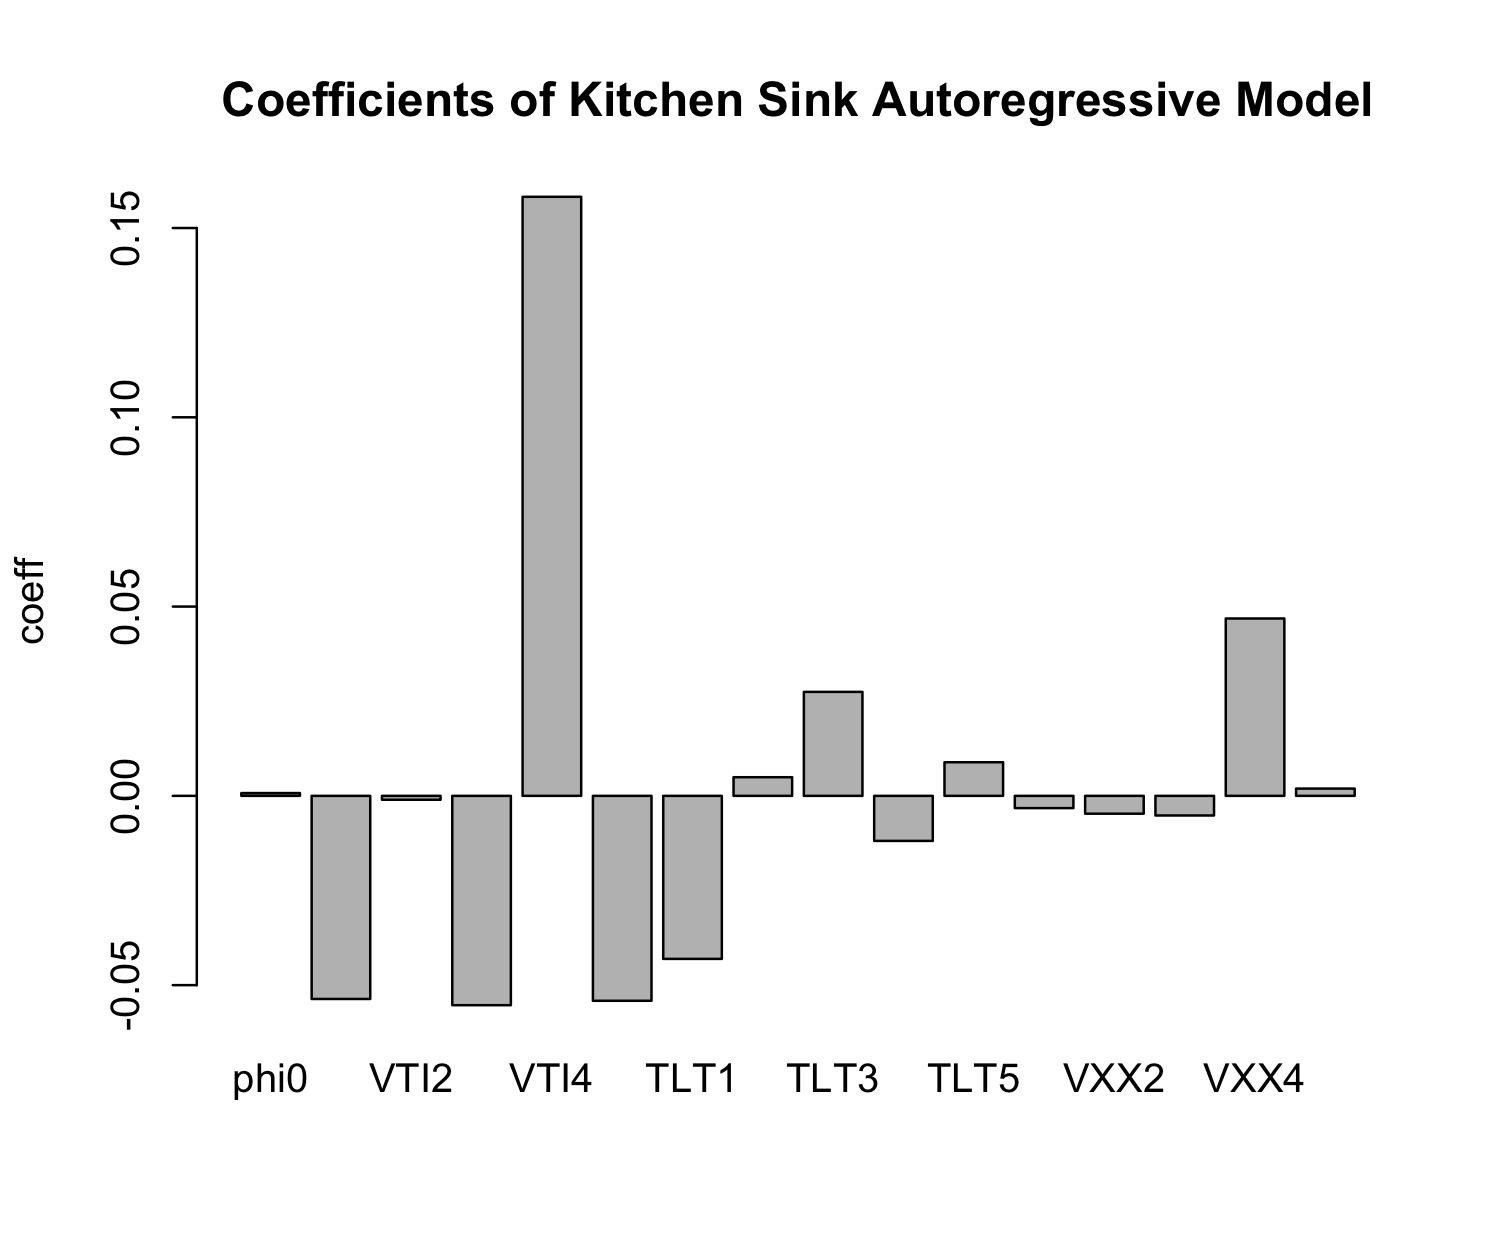 Coefficients of Kitchen Sink Autoregressive Model
coeff
0.15
0.10
0.05
0.00
-0.05
phi0 VTI2 VTI4 TLT1 TLT3 TLT5 VXX2 VXX4